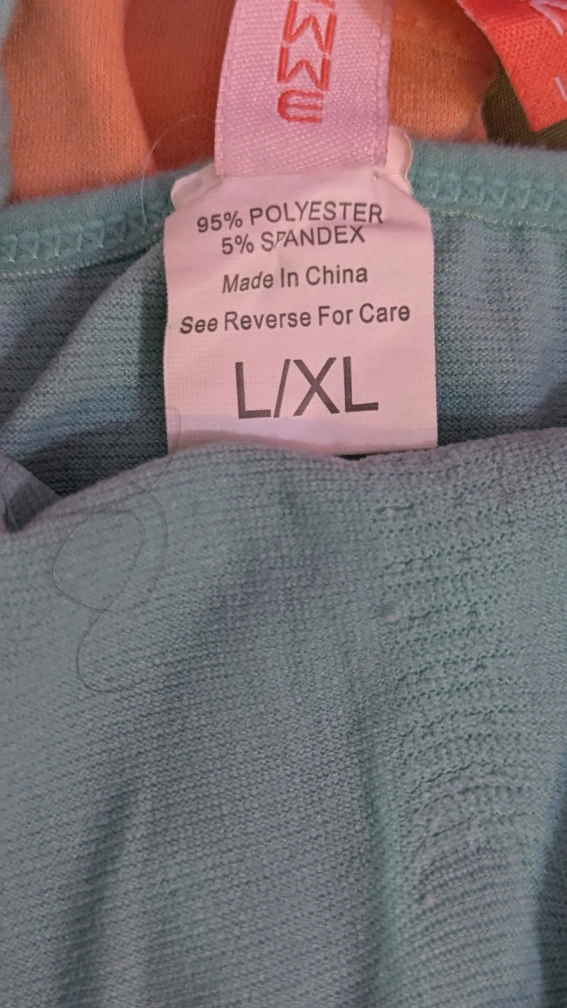 95% POLYESTER
5% SPANDEX
Made In China
See Reverse For Care
L/XL